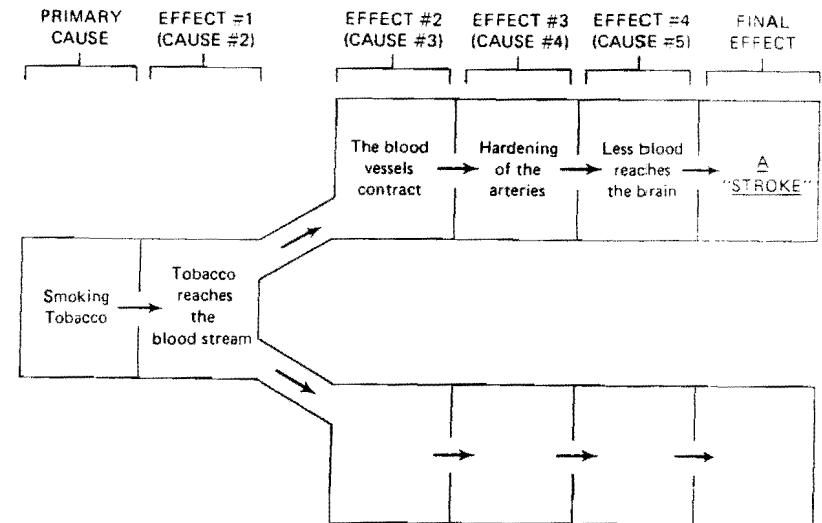 PRIMARY
CAUSE
EFFECT #1
(CAUSE #2)
EFFECT #2
(CAUSE #3)
EFFECT #3
(CAUSE #4)
EFFECT #4
(CAUSE #5)
FINAL
EFFECT
Smoking
Tobacco
Tobacco
reaches
the
blood stream
The blood
vessels
contract
Hardening
of the
arteries
Less blood
reaches
the brain
A
"STROKE"